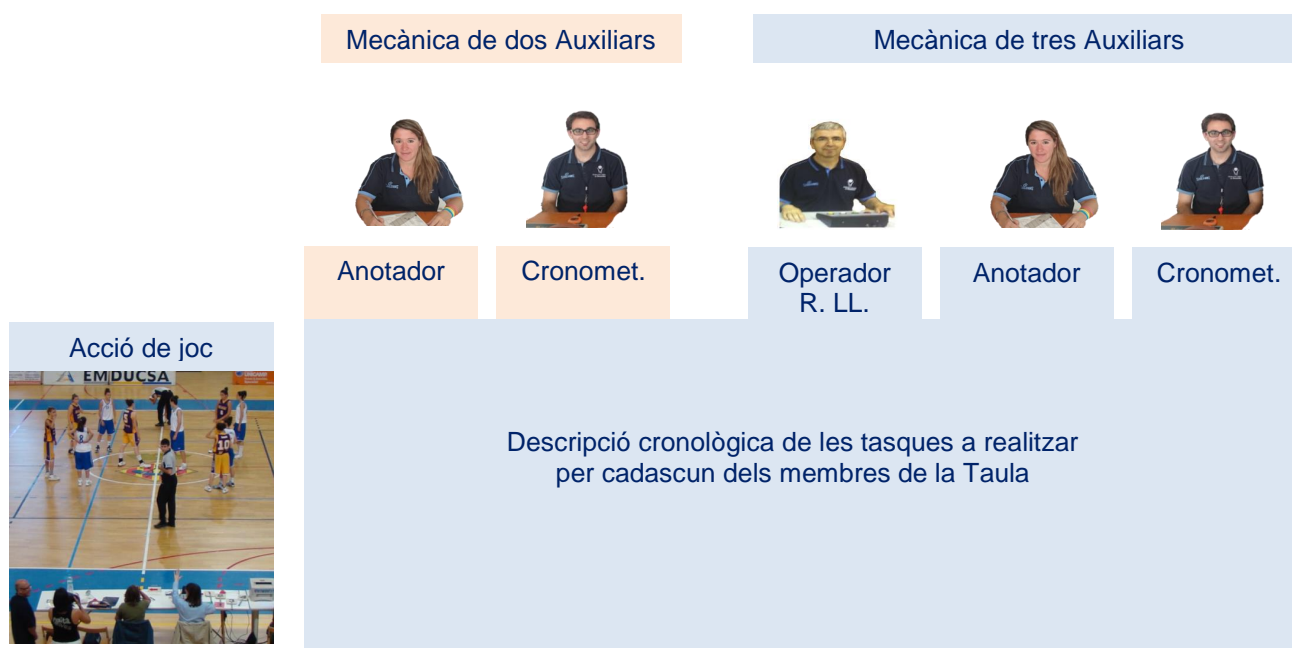 Mecànica de dos Auxiliars
Mecànica de tres Auxiliars
Anotador
Cronomet.
Operador
R. LL.
Anotador
Cronomet.
Acció de joc
EMDUCSA
10
Descripció cronològica de les tasques a realitzar
per cadascun dels membres de la Taula